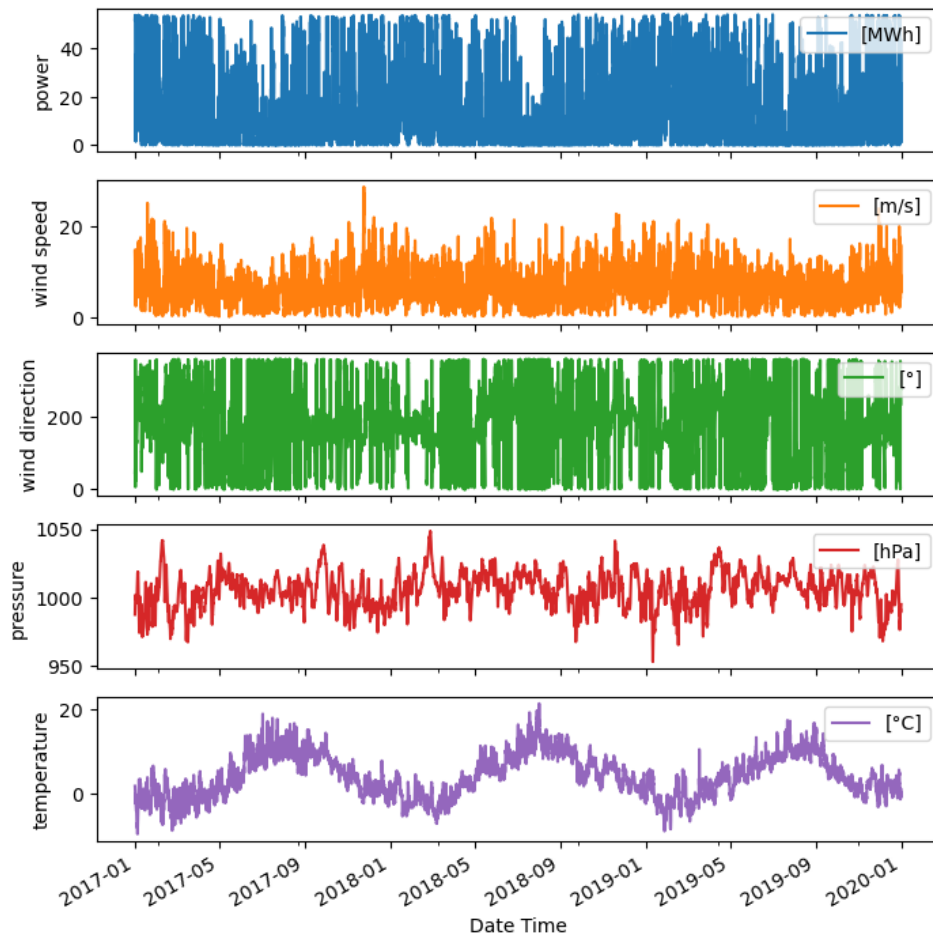 [MWh]
40
20
0
power
[m/s]
20
0
wind speed
[°]
200
0
wind direction
[hPa]
1050
1000
950
pressure
[°C]
20
0
temperature
2017-01
2017-05
2017-09
2018-01
2018-05
2018-09
2019-01
2019-05
2019-09
2020-01
Date Time